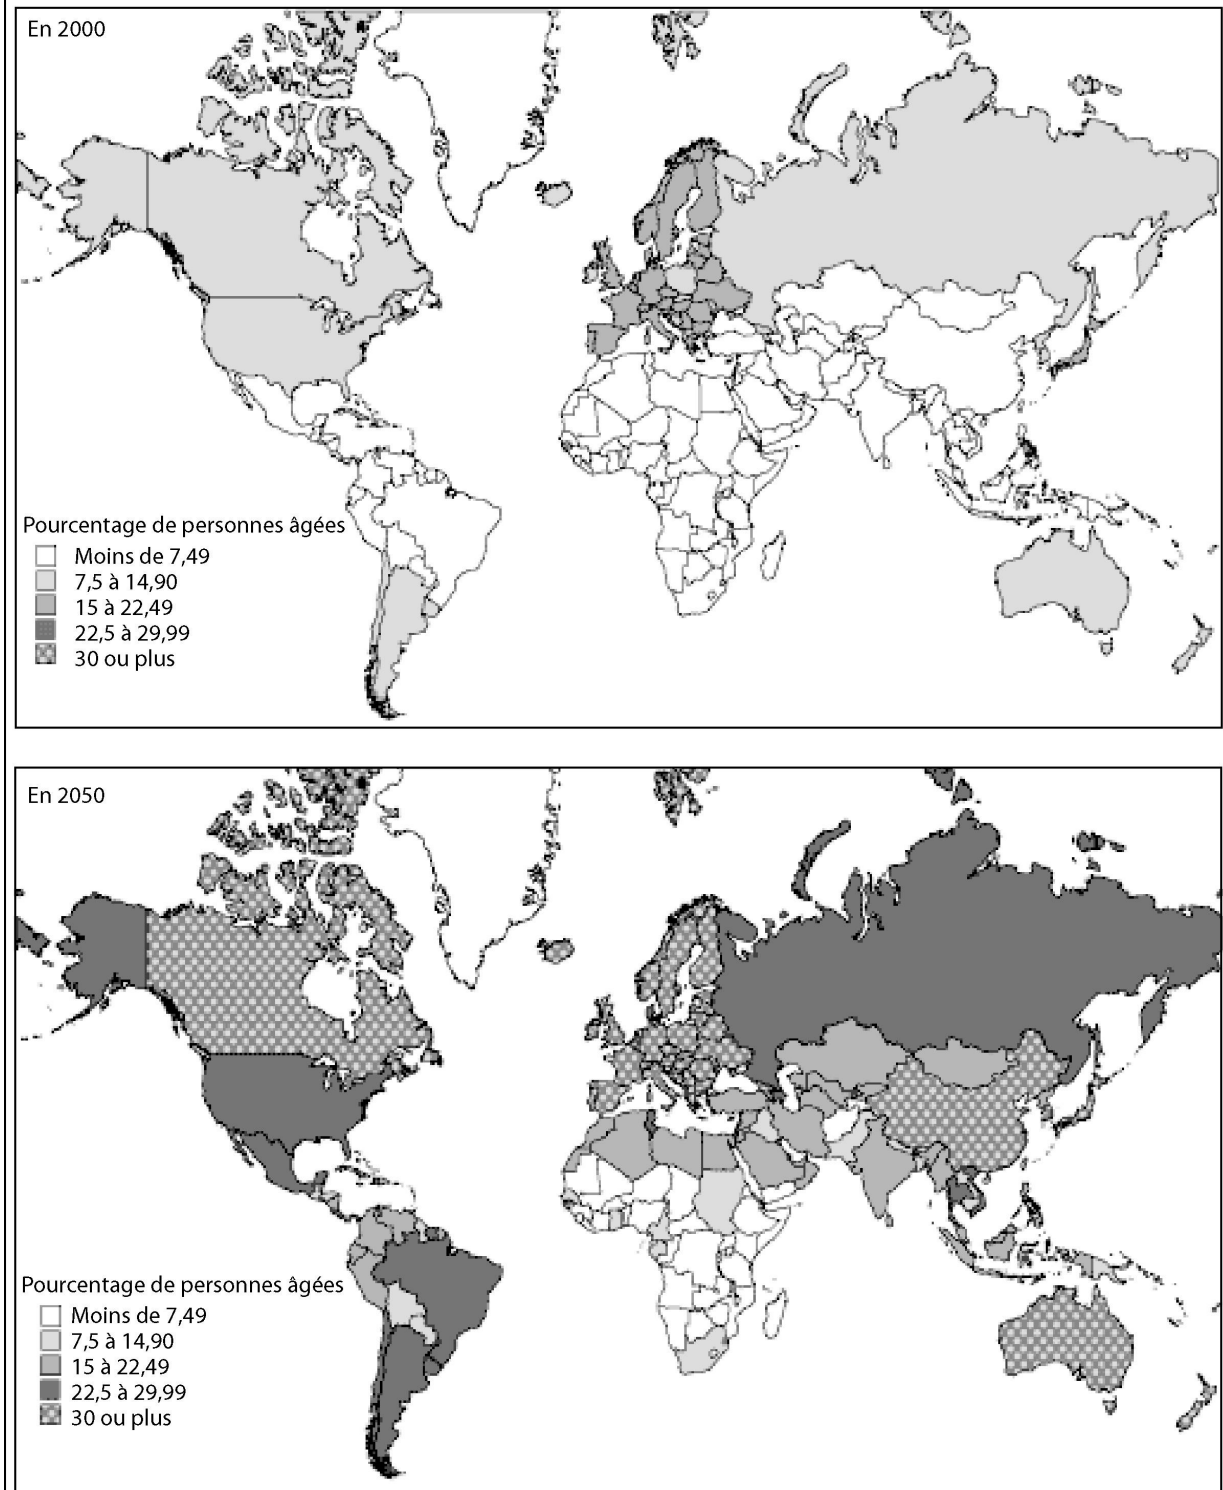 En 2000
Pourcentage de personnes âgées
Moins de 7,49
7,5 à 14,90
15 à 22,49
22,5 à 29,99
30 ou plus
En 2050
Pourcentage de personnes âgées
Moins de 7,49
7,5 à 14,90
15 à 22,49
22,5 à 29,99
30 ou plus